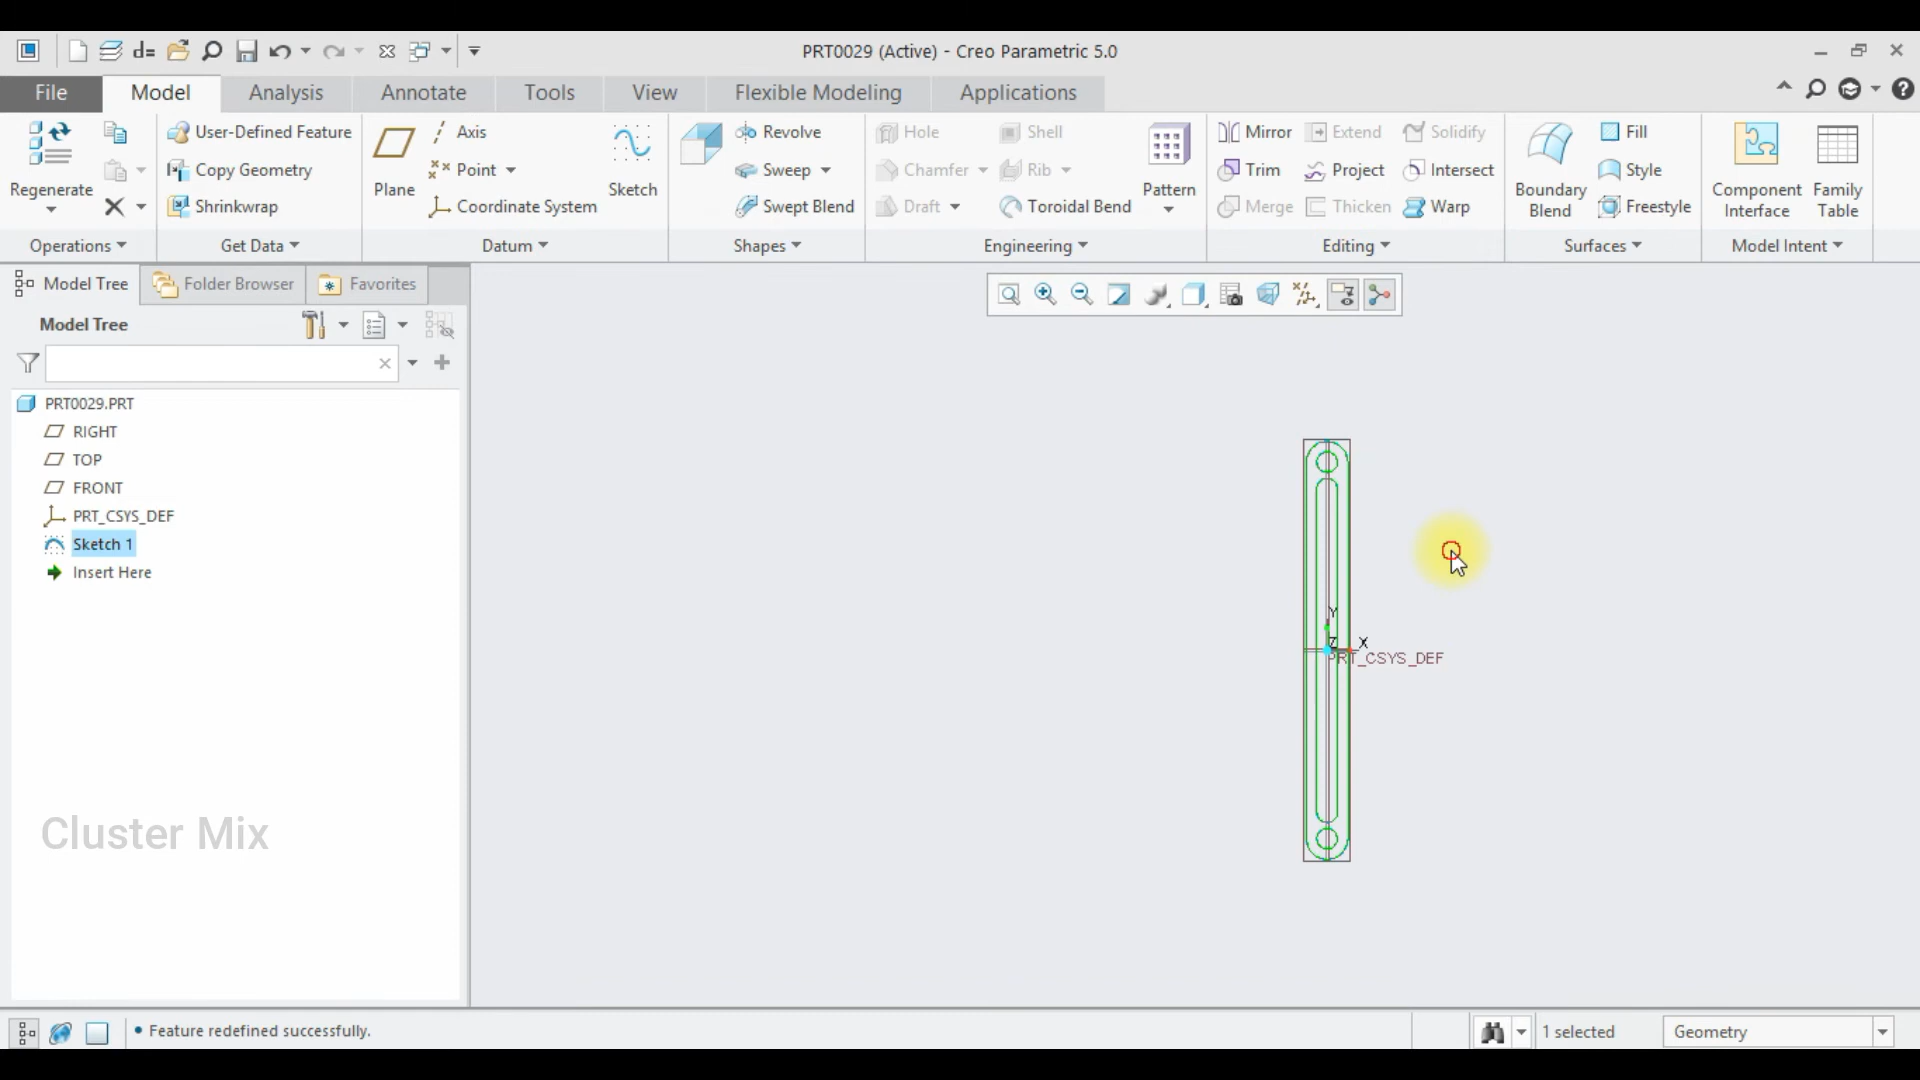 d=
PRT0029 (Active) - Creo Parametric 5.0
File Model Analysis Annotate Tools View Flexible Modeling Applications
Regenerate
Operations
User-Defined Feature
Copy Geometry
Shrinkwrap
Get Data
Plane
Axis
Point
Coordinate System
Sketch
Datum
Revolve
Sweep
Swept Blend
Shapes
Hole
Chamfer
Draft
Shell
Rib
Toroidal Bend
Pattern
Engineering
Mirror
Trim
Merge
Extend
Project
Thicken
Solidify
Intersect
Warp
Editing
Boundary
Blend
Fill
Style
Freestyle
Surfaces
Component
Interface
Family
Table
Model Intent
Model Tree Folder Browser Favorites
Model Tree
PRT0029.PRT
RIGHT
TOP
FRONT
PRT_CSYS_DEF
Sketch 1
Insert Here
Y
Z
X
PRT_CSYS_DEF
Cluster Mix
• Feature redefined successfully.
1 selected
Geometry